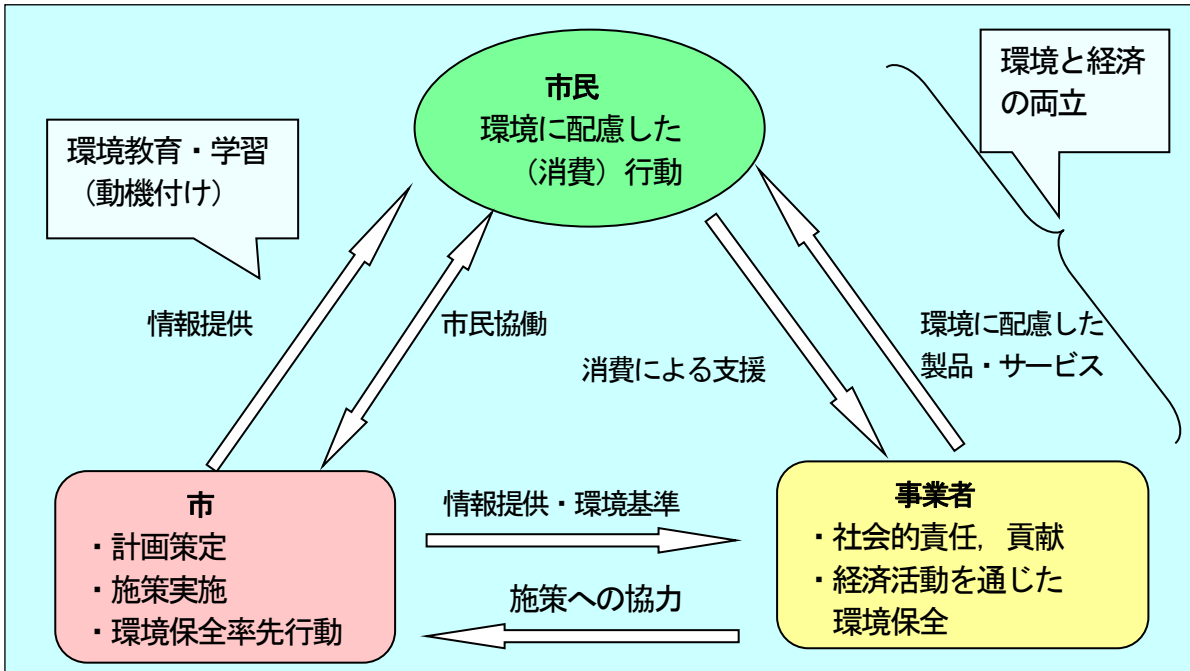 市民
環境に配慮した
（消費）行動
環境と経済
の両立
環境教育・学習
（動機付け）
情報提供
市民協働
消費による支援
環境に配慮した
製品・サービス
市
・計画策定
・施策実施
・環境保全率先行動
情報提供・環境基準
施策への協力
事業者
・社会的責任，貢献
・経済活動を通じた
環境保全